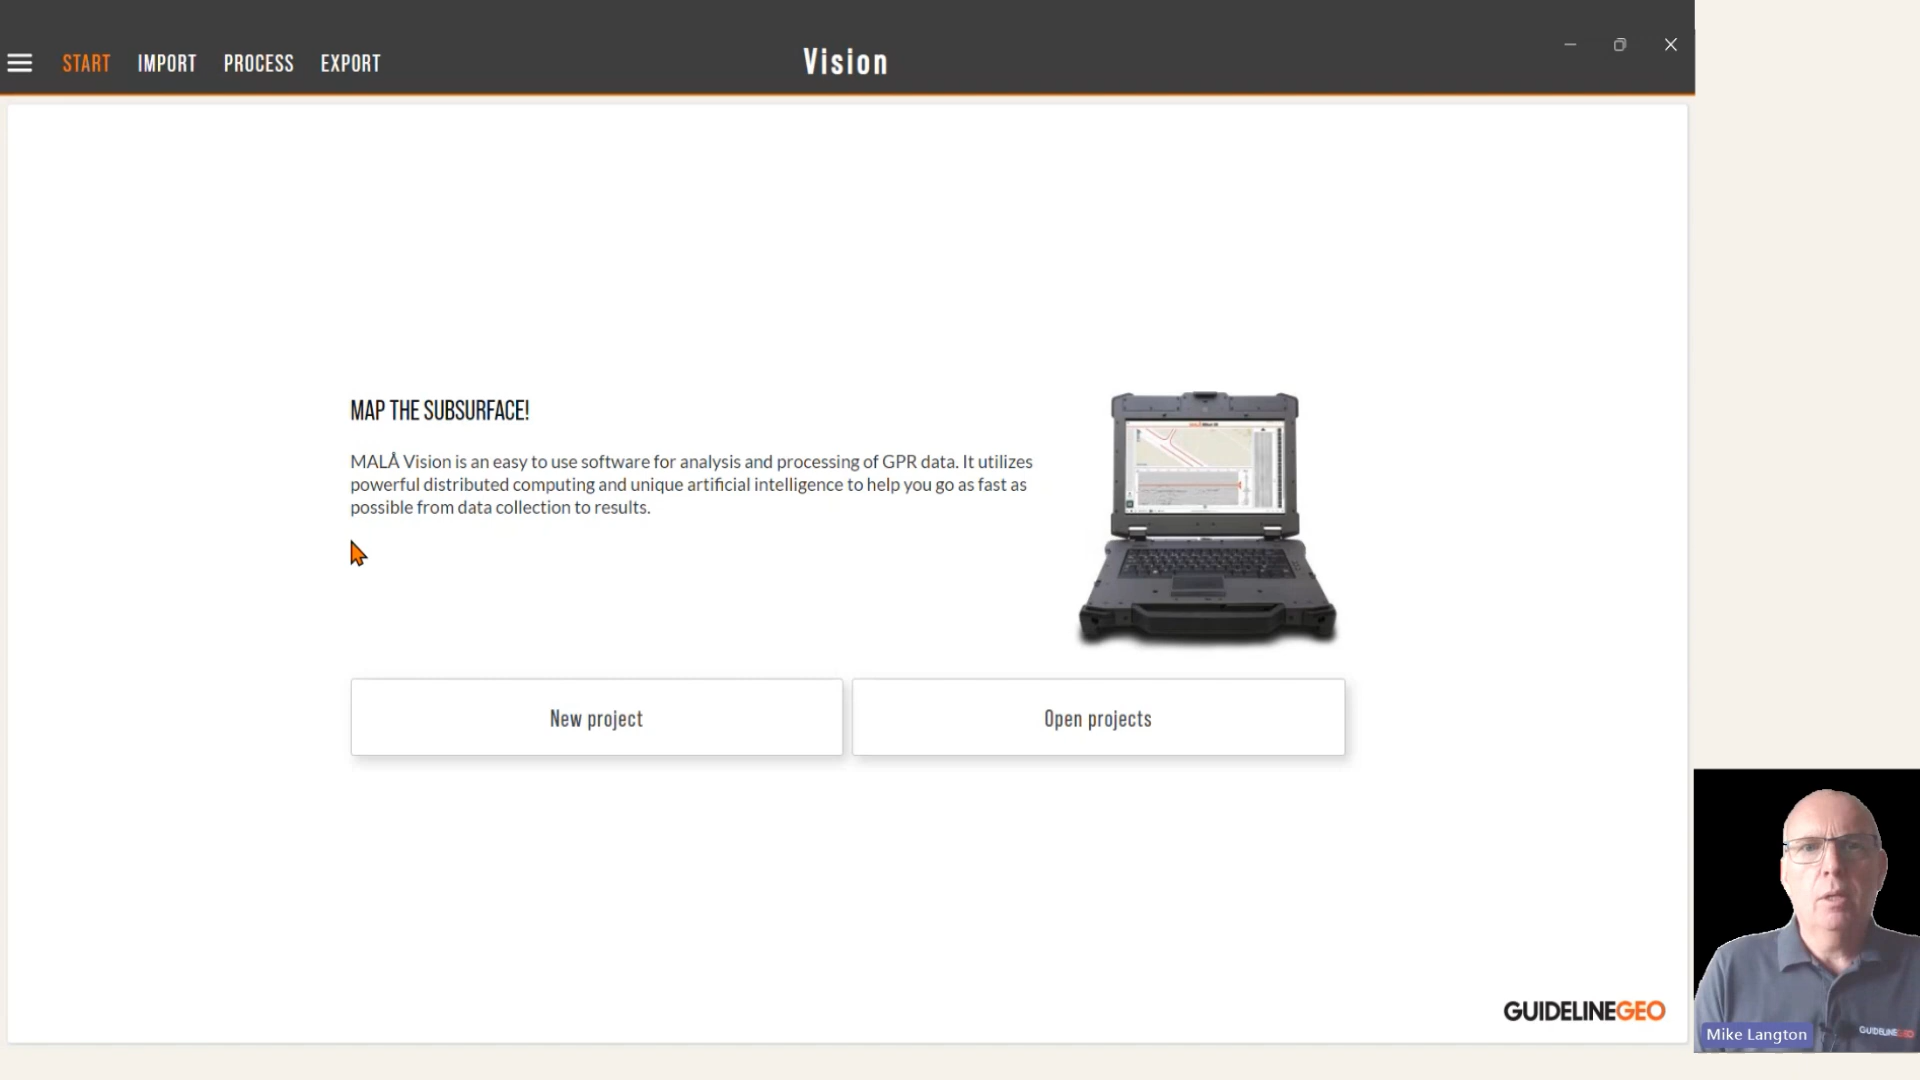 START IMPORT PROCESS EXPORT
Vision
MAP THE SUBSURFACE!
MALÅ Vision is an easy to use software for analysis and processing of GPR data. It utilizes
powerful distributed computing and unique artificial intelligence to help you go as fast as
possible from data collection to results.
New project
Open projects
GUIDELINEGEO
GUIDELINEGEO
Mike Langton